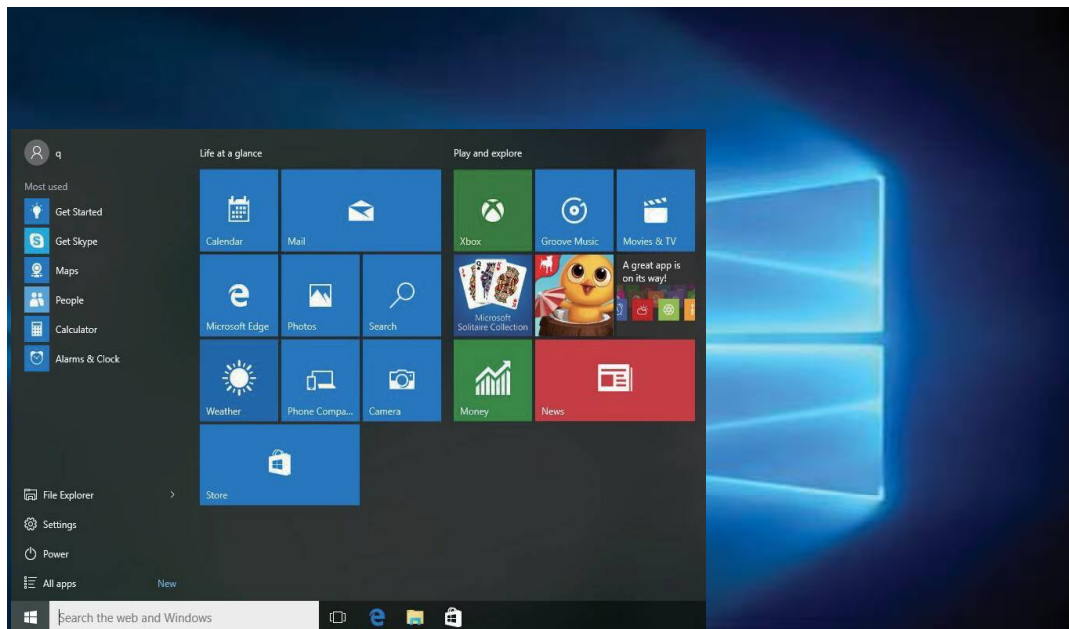 q
Most used
Get Started
Get Skype
Maps
People
Calculator
Alarms & Clock
File Explorer
Settings
Power
All apps New
Life at a glance
Calendar
Mail
Microsoft Edge
Photos
Search
Weather
Phone Compa...
Camera
Store
Play and explore
Xbox
Groove Music
Movies & TV
Microsoft
Solitaire Collection
A great app is
on its way!
Money
News
Search the web and Windows